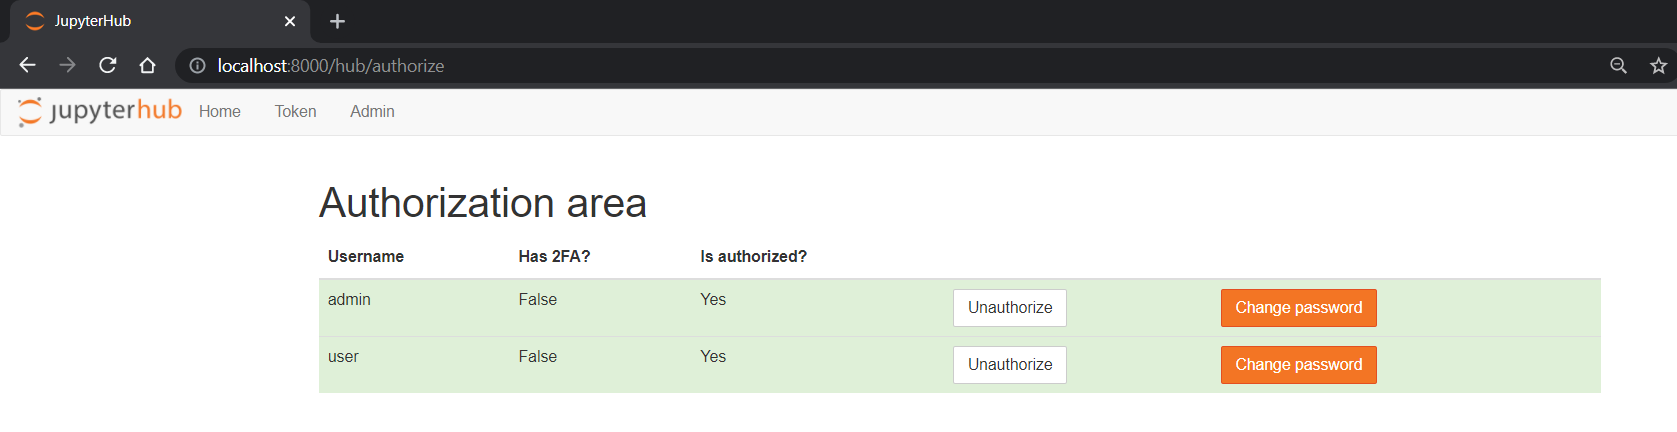 JupyterHub
localhost:8000/hub/authorize
jupyterhub Home Token Admin
Authorization area
Username Has 2FA? Is authorized?
admin False Yes Unauthorize Change password
user False Yes Unauthorize Change password